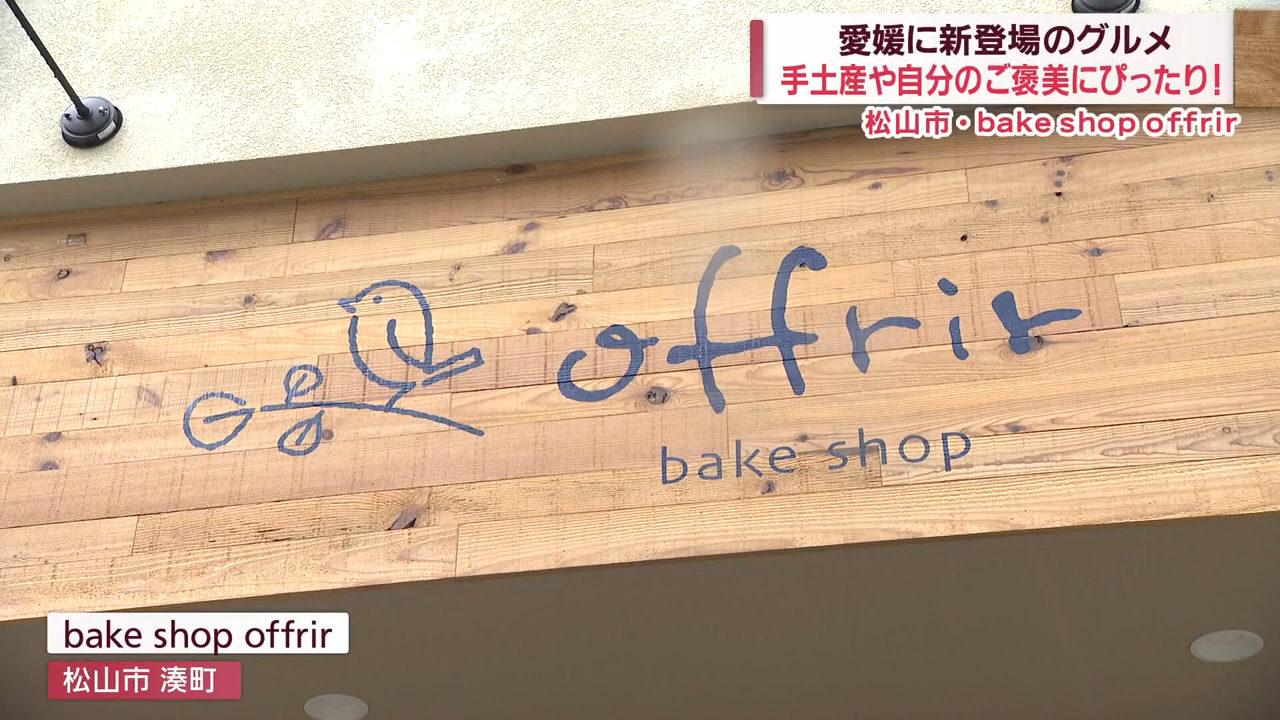 愛媛に新登場のグルメ
手土産や自分のご褒美にぴったり!
松山市・bake shop offrir
offrir
bake shop
bake shop offrir
松山市 湊町